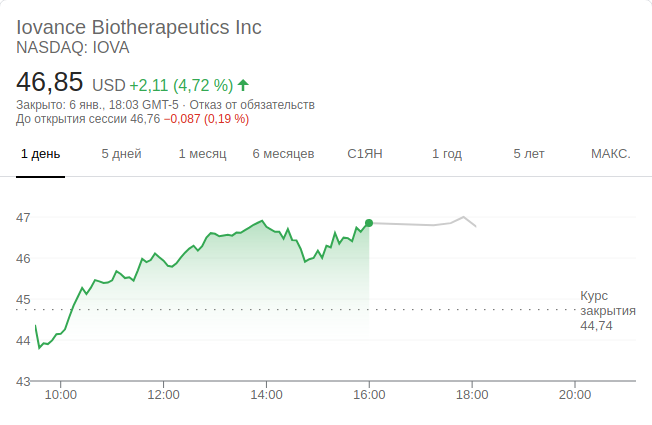 Iovance Biotherapeutics Inc
NASDAQ: IOVA
46,85 USD +2,11 (4,72 %)
Закрыто: 6 янв., 18:03 GMT-5 · Отказ от обязательств
До открытия сессии 46,76 −0,087 (0,19 %)
1 день 5 дней 1 месяц 6 месяцев С1ЯН 1 год 5 лет МАКС.
47
46
45
44
43
Курс
закрытия
44,74
10:00 12:00 14:00 16:00 18:00 20:00